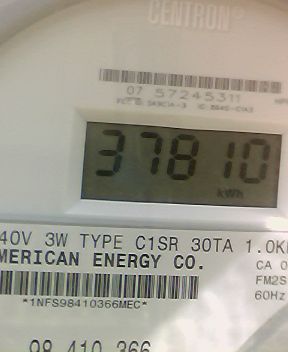 CENTRON®
07 57245311
37810
kWh
40V 3W TYPE C1SR 30TA 1.0K
MERICAN ENERGY CO.
CA 0
FM2S
60Hz
*1NFS98410366MEC*
98 410 366